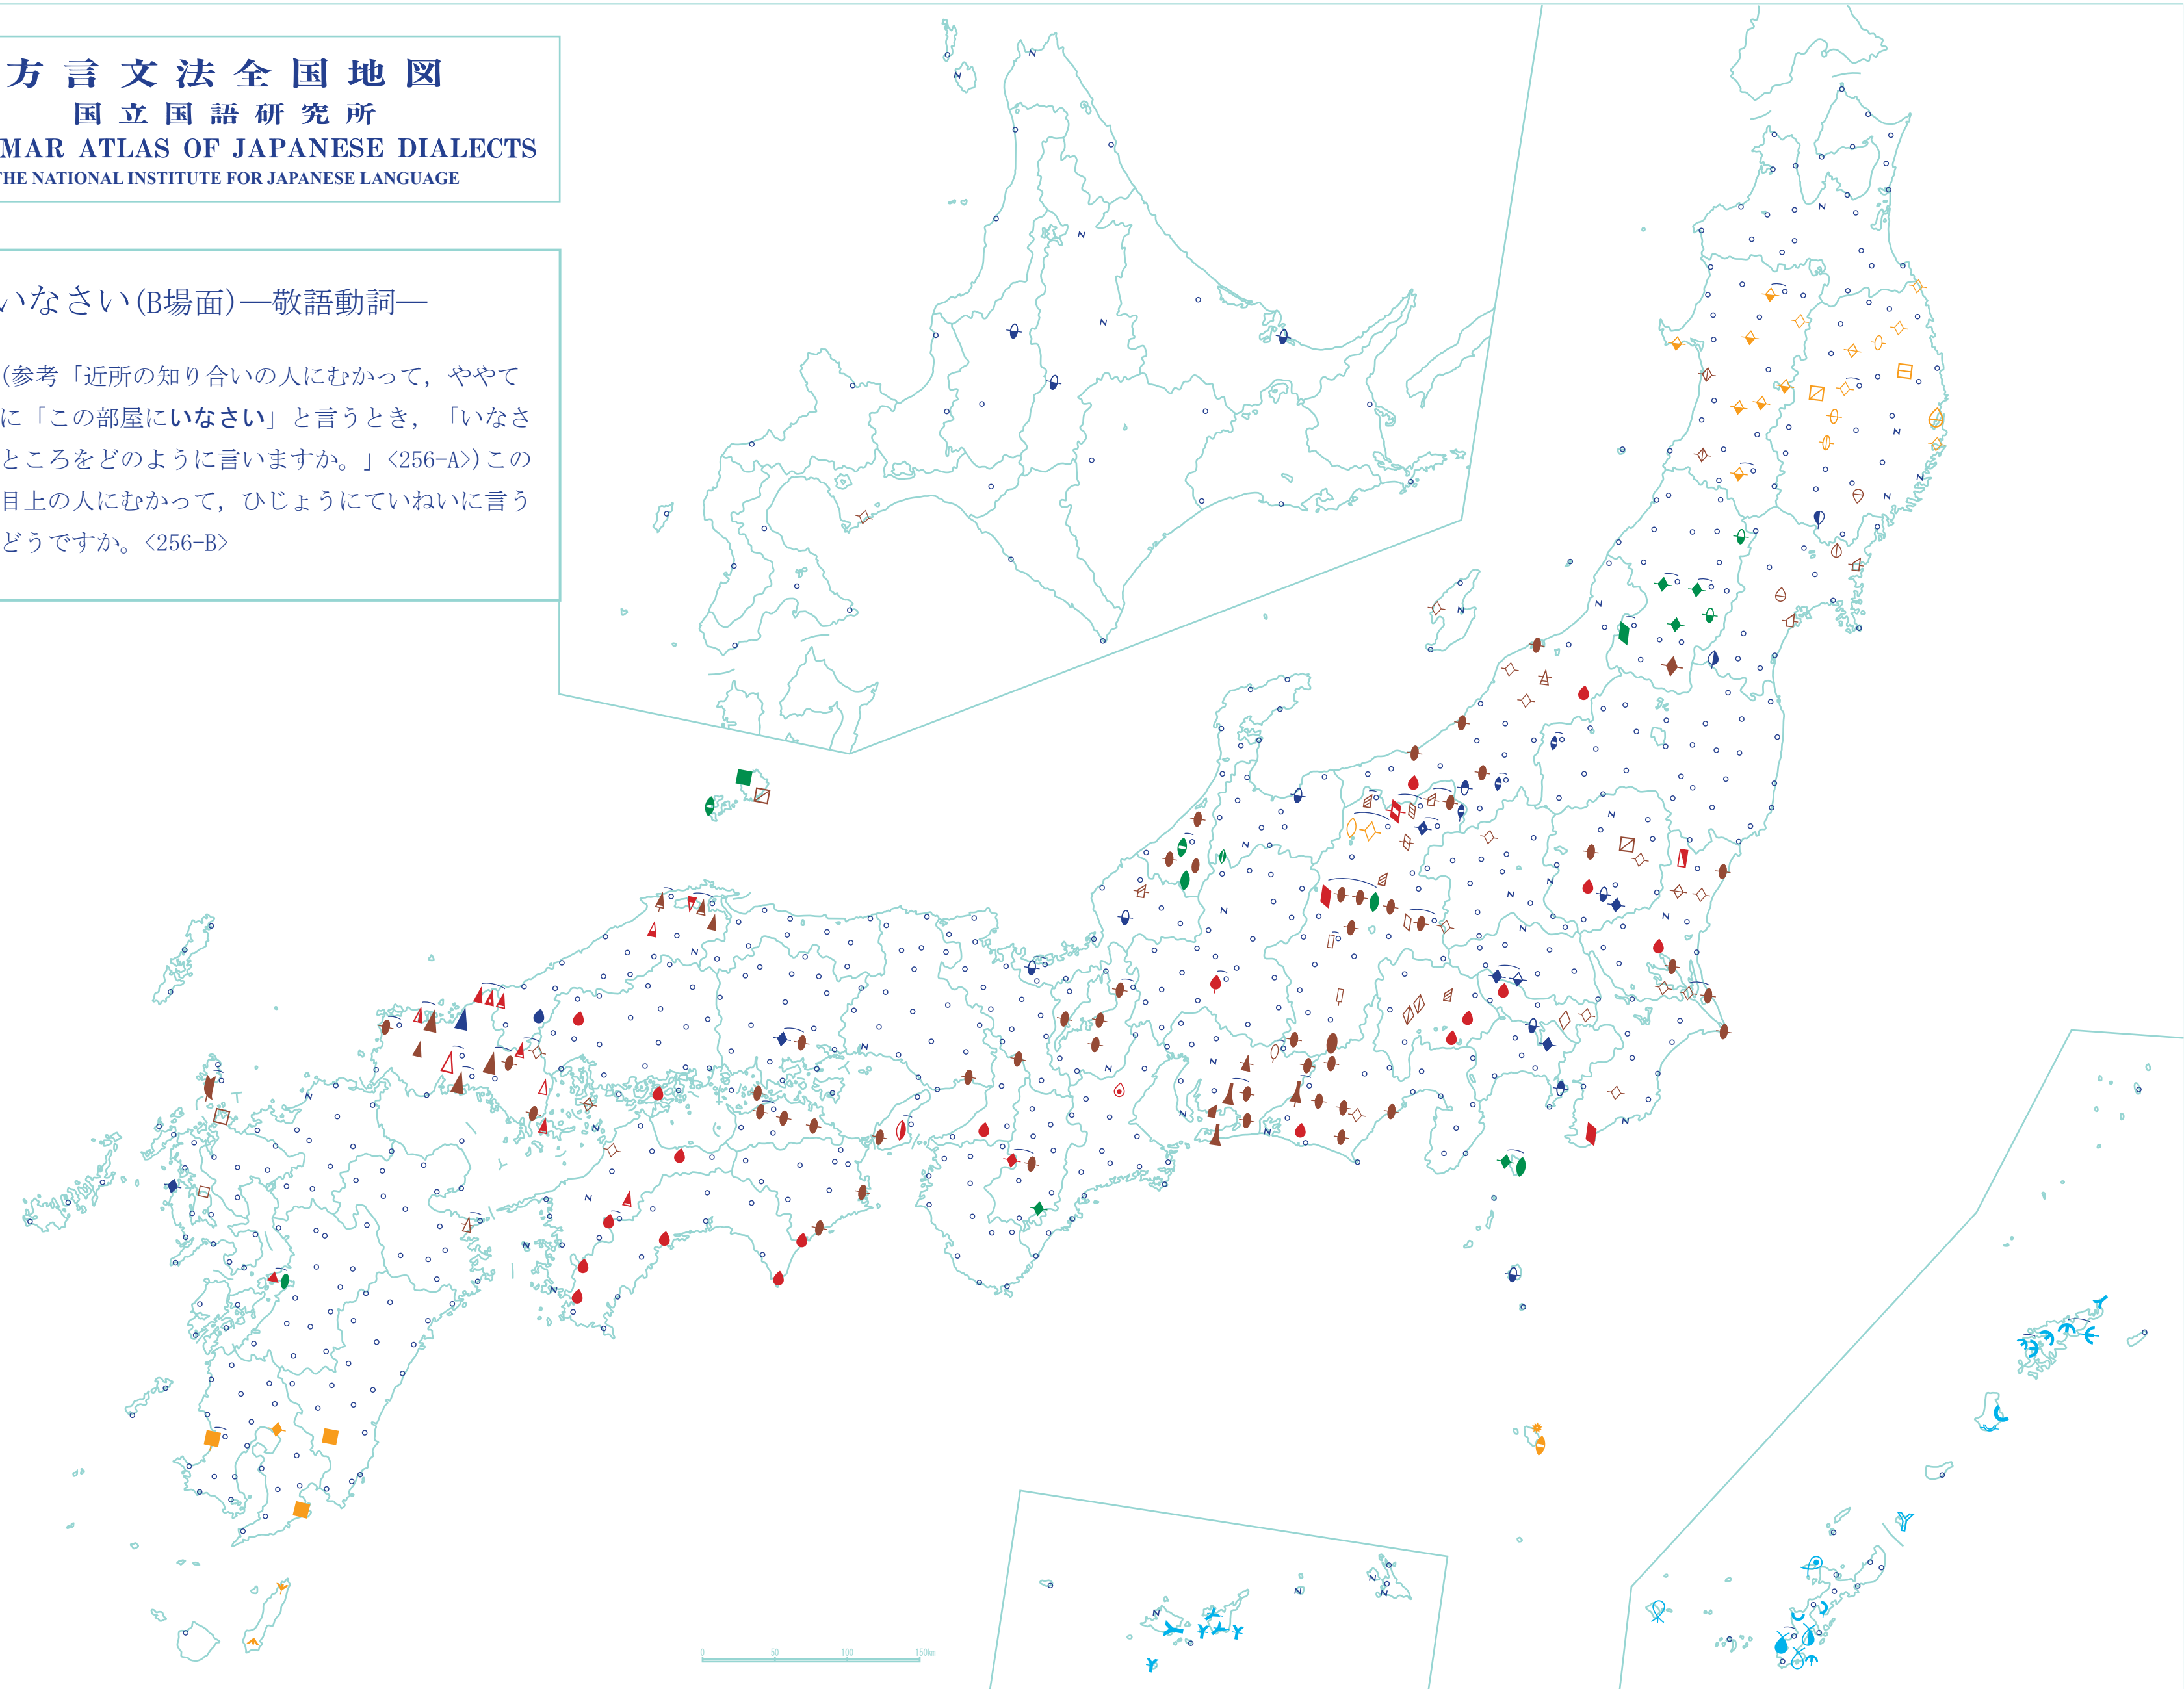 方言文法全国地図
国立国語研究所
MAR ATLAS OF JAPANESE DIALECTS
THE NATIONAL INSTITUTE FOR JAPANESE LANGUAGE
いなさい(B場面)―敬語動詞―
(参考「近所の知り合いの人にむかって，ややて
に「この部屋にいなさい」と言うとき，「いなさ
ところをどのように言いますか。」<256-A>)この
目上の人にむかって，ひじょうにていねいに言う
どうですか。<256-B>
0 50 100 150km